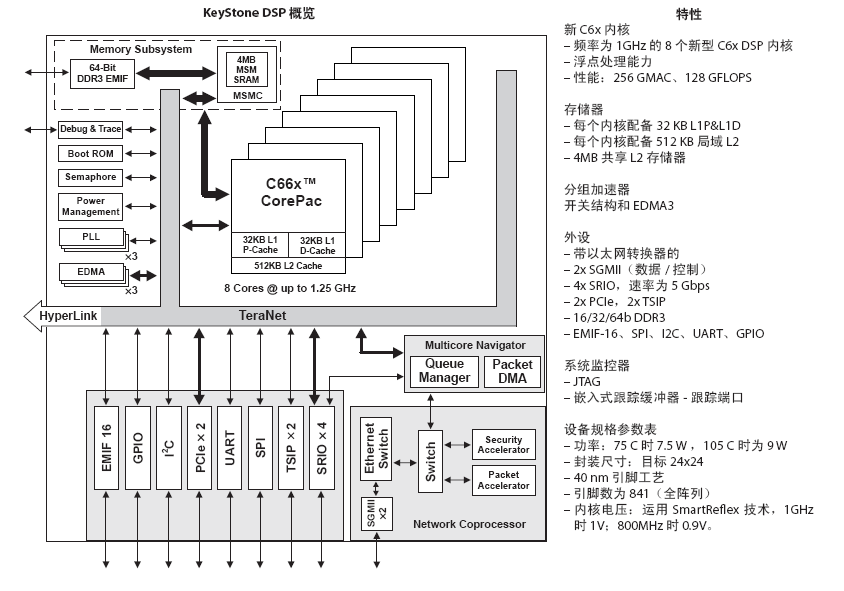 KeyStone DSP 概览
Memory Subsystem
64-Bit
DDR3 EMIF
4MB
MSM
SRAM
MSMC
Debug & Trace
Boot ROM
Semaphore
Power
Management
PLL
×3
EDMA
×3
C66x™
CorePac
32KB L1
P-Cache
32KB L1
D-Cache
512KB L2 Cache
8 Cores @ up to 1.25 GHz
HyperLink
TeraNet
Multicore Navigator
Queue
Manager
Packet
DMA
EMIF 16
GPIO
I²C
PCIe × 2
UART
SPI
TSIP × 2
SRIO × 4
Ethernet
Switch
Switch
Security
Accelerator
Packet
Accelerator
SGMII
×2
Network Coprocessor
特性
新 C6x 内核
– 频率为 1GHz 的 8 个新型 C6x DSP 内核
– 浮点处理能力
– 性能：256 GMAC、128 GFLOPS
存储器
– 每个内核配备 32 KB L1P&L1D
– 每个内核配备 512 KB 局域 L2
– 4MB 共享 L2 存储器
分组加速器
开关结构和 EDMA3
外设
– 带以太网转换器的
– 2x SGMII（数据 / 控制）
– 4x SRIO，速率为 5 Gbps
– 2x PCIe，2x TSIP
– 16/32/64b DDR3
– EMIF-16、SPI、I2C、UART、GPIO
系统监控器
– JTAG
– 嵌入式跟踪缓冲器 - 跟踪端口
设备规格参数表
– 功率：75 C 时 7.5 W ，105 C 时为 9 W
– 封装尺寸：目标 24x24
– 40 nm 引脚工艺
– 引脚数为 841（全阵列）
– 内核电压：运用 SmartReflex 技术，1GHz
时 1V；800MHz 时 0.9V。